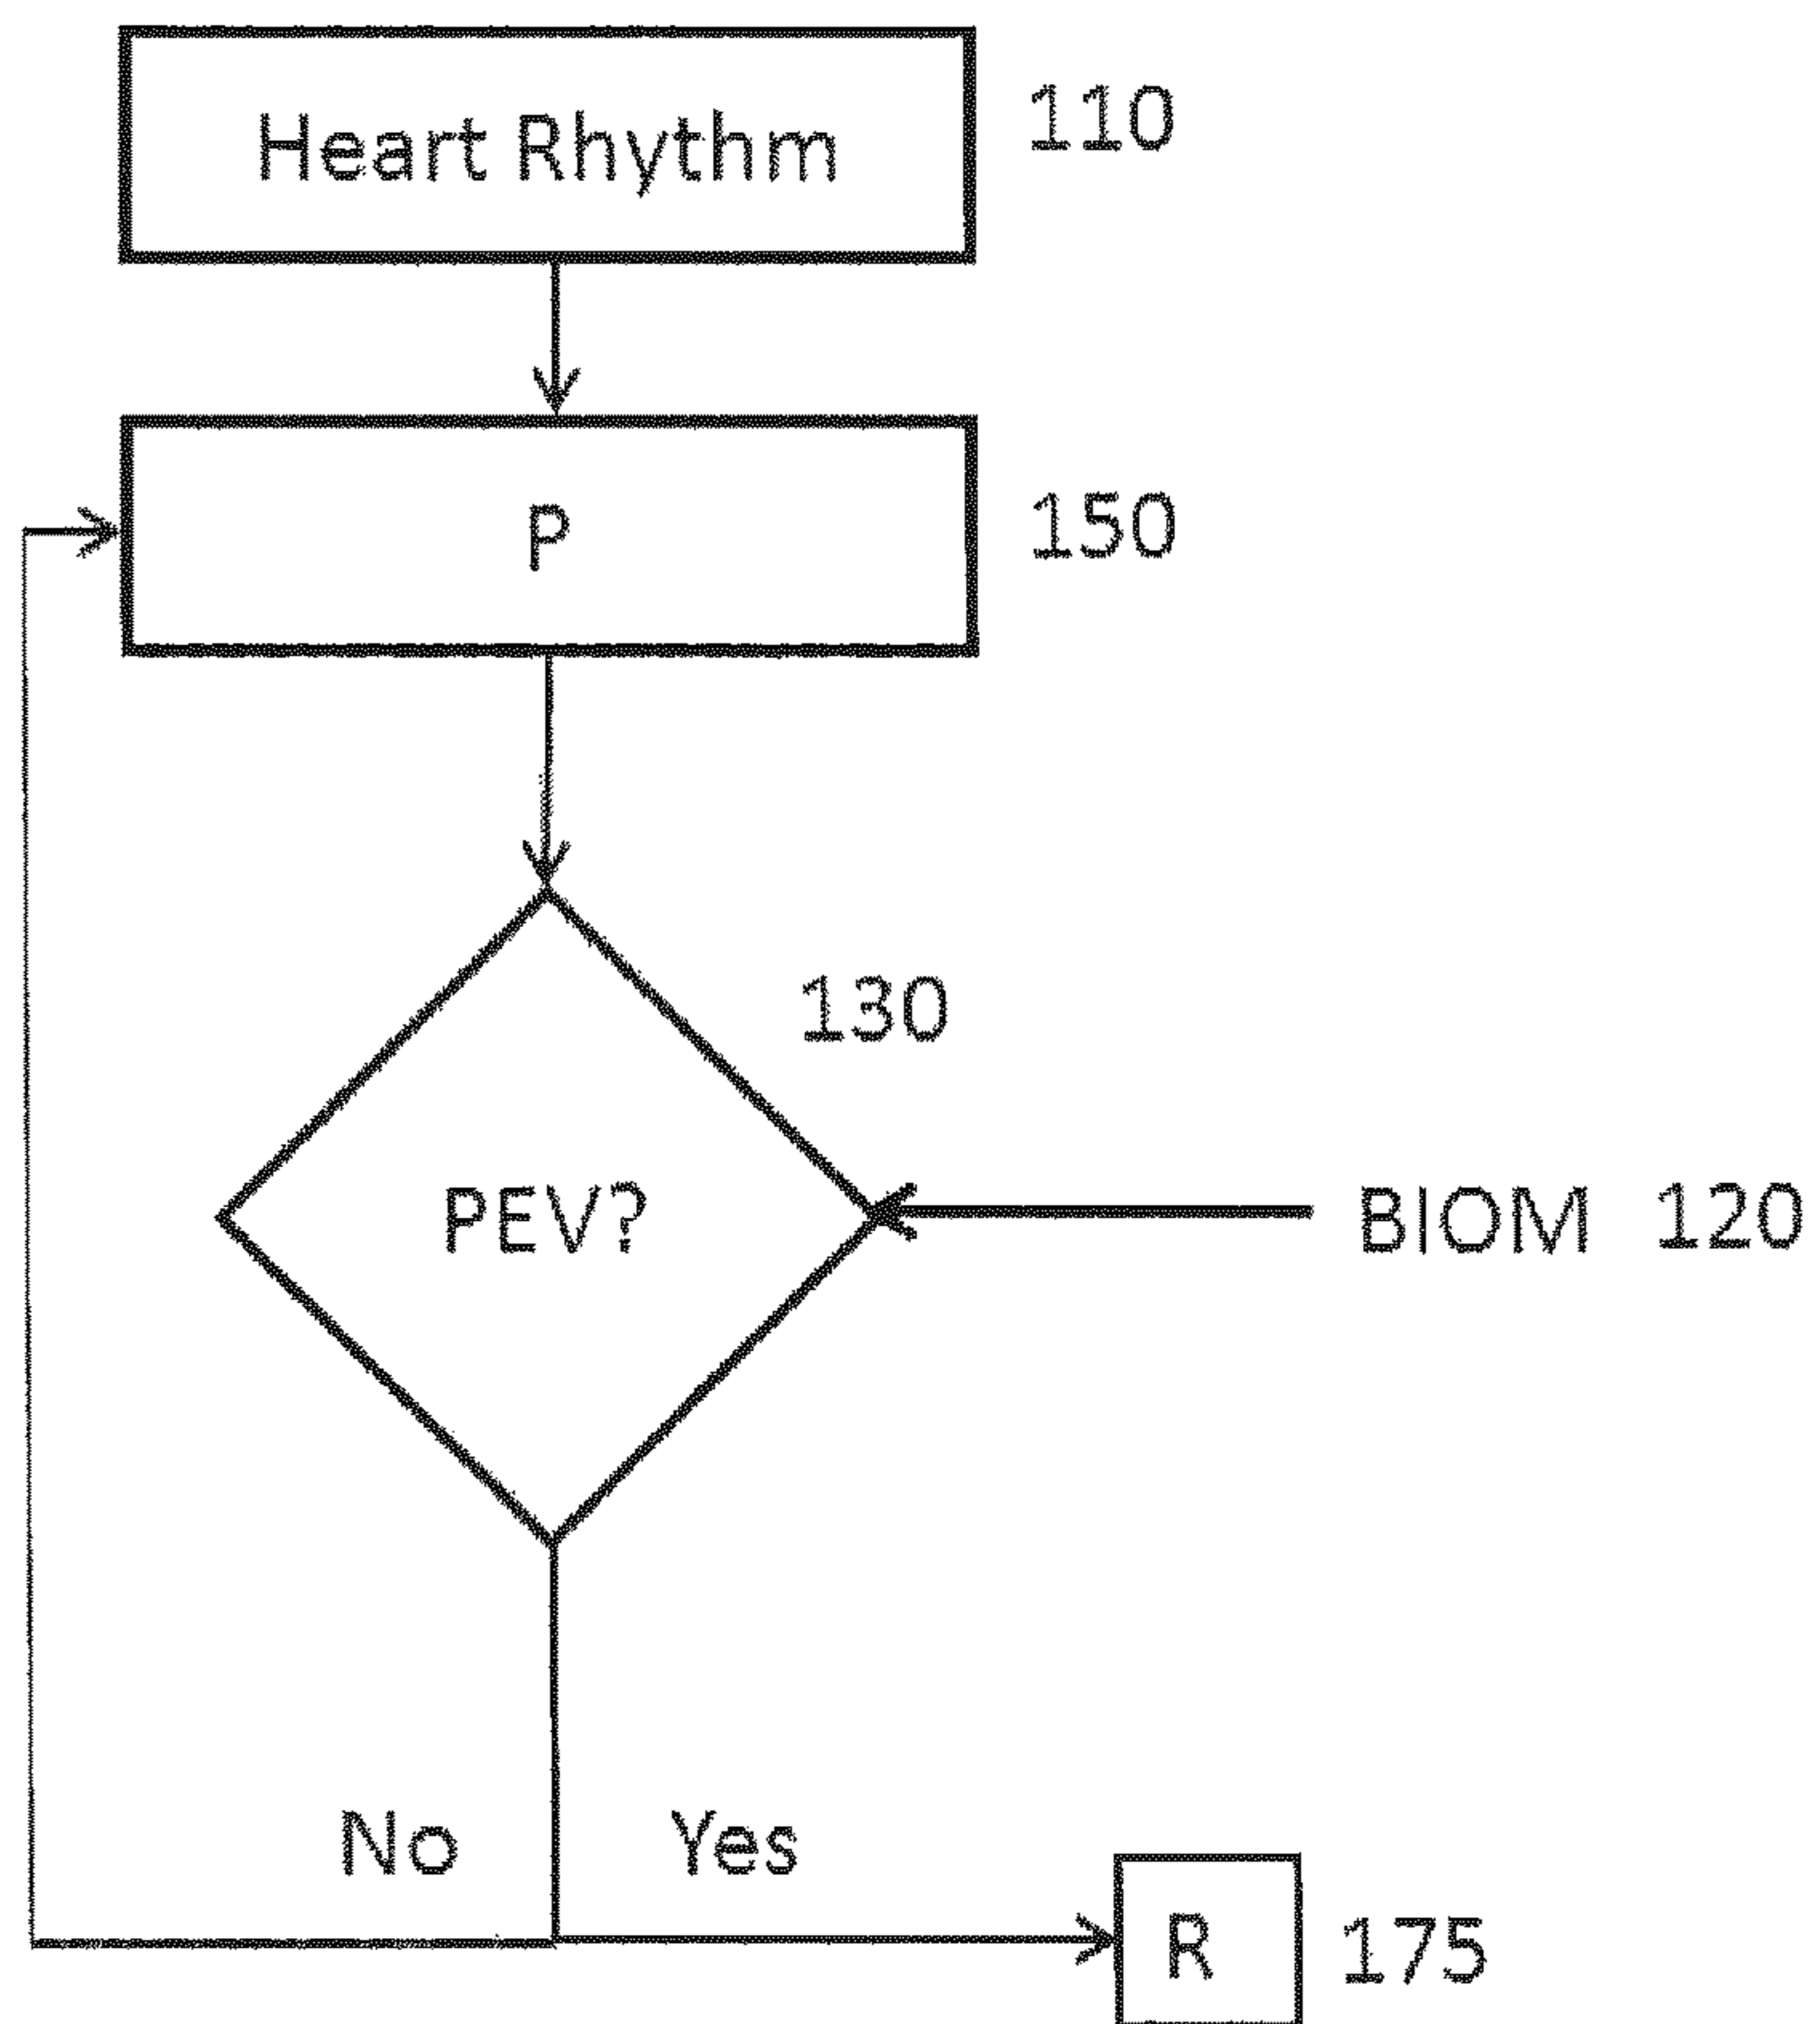 Heart Rhythm 110
P 150
130
PEV? BIOM 120
No Yes
R 175